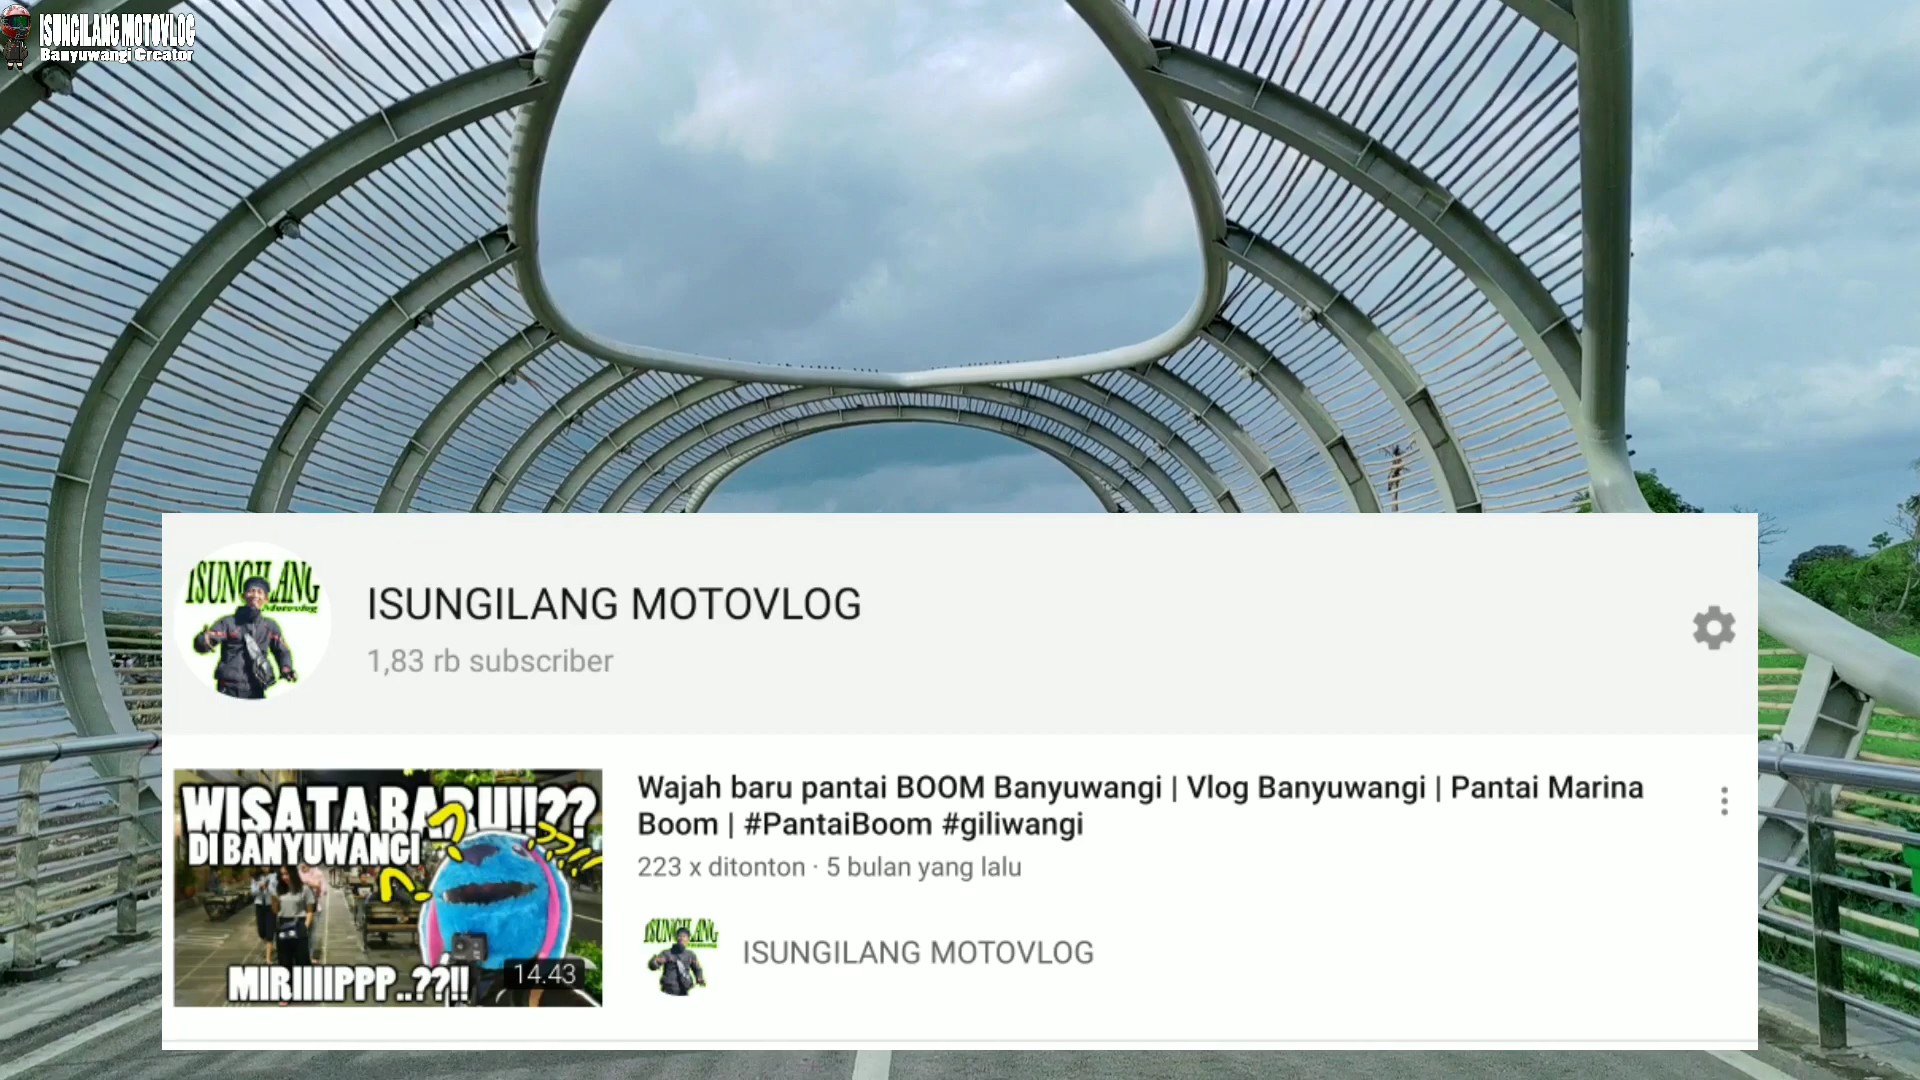 ISUNGILANG MOTOVLOG
Banyuwangi Creator
ISUNGILANG
Motovlog
ISUNGILANG MOTOVLOG
1,83 rb subscriber
WISATA BARU!!??
DI BANYUWANGI
MIRIIIIPPP..??!!
14.43
Wajah baru pantai BOOM Banyuwangi | Vlog Banyuwangi | Pantai Marina
Boom | #PantaiBoom #giliwangi
223 x ditonton · 5 bulan yang lalu
ISUNGILANG
ISUNGILANG MOTOVLOG